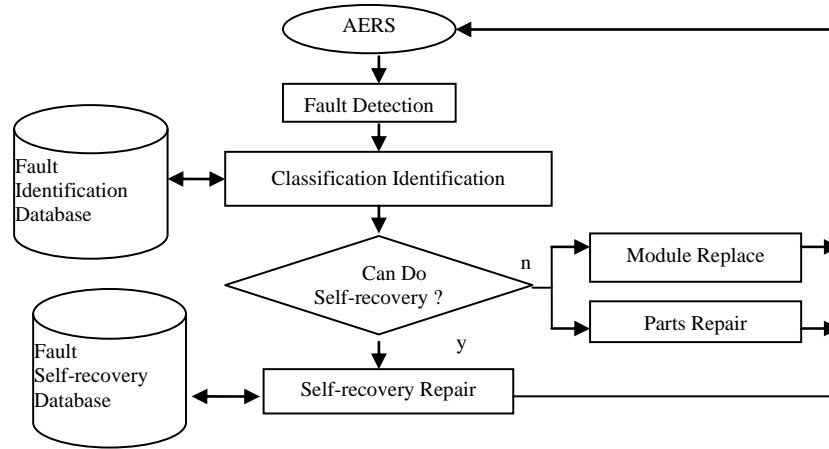 AERS
Fault Detection
Fault
Identification
Database
Classification Identification
Can Do
Self-recovery ?
n
Module Replace
Parts Repair
y
Fault
Self-recovery
Database
Self-recovery Repair